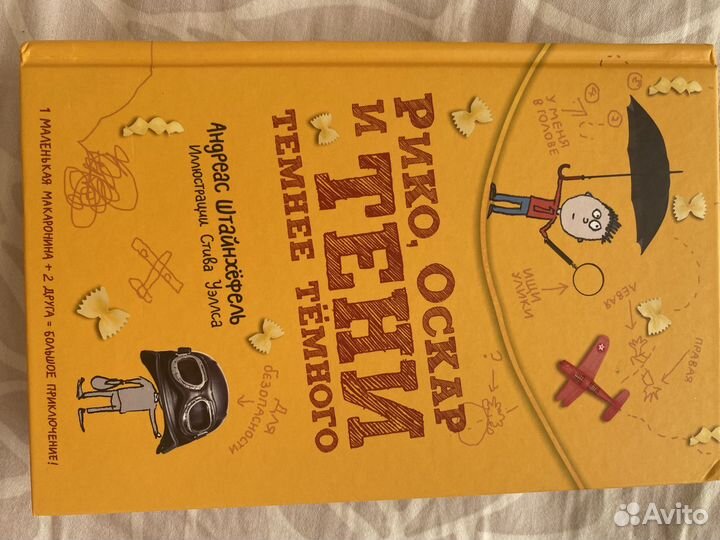 У МЕНЯ
В ГОЛОВЕ
ИЩИ
УЛИКИ
ЛЕВАЯ
ПРАВАЯ
РИКО, ОСКАР
И ТЕНИ
ТЕМНЕЕ ТЁМНОГО
Андреас Штайнхёфель
Иллюстрации Стива Уэллса
ДЛЯ
БЕЗОПАСНОСТИ
1 МАЛЕНЬКАЯ МАКАРОНИНА + 2 ДРУГА = БОЛЬШОЕ ПРИКЛЮЧЕНИЕ!
Avito